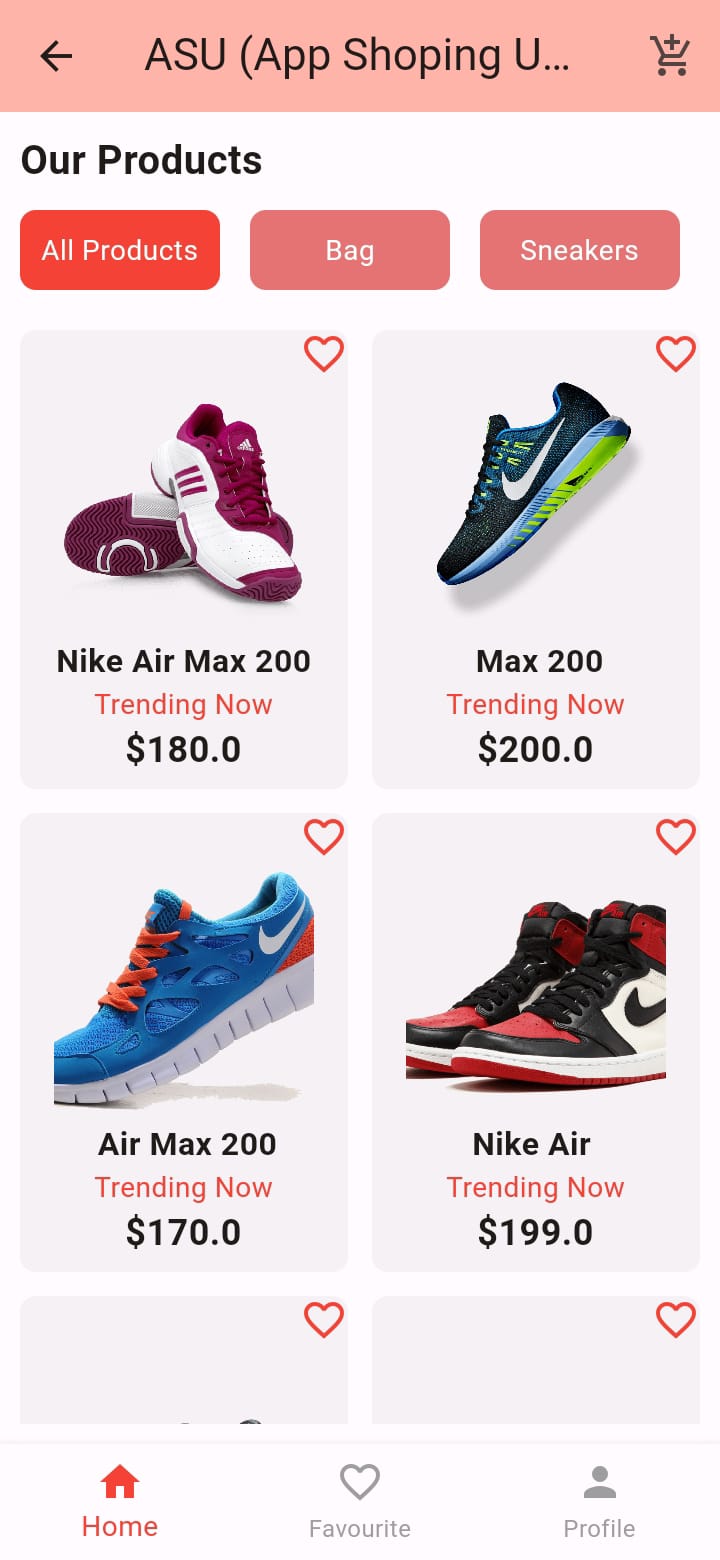 ASU (App Shoping U...
Our Products
All Products
Bag
Sneakers
Nike Air Max 200
Trending Now
$180.0
Max 200
Trending Now
$200.0
Air Max 200
Trending Now
$170.0
Nike Air
Trending Now
$199.0
Home
Favourite
Profile